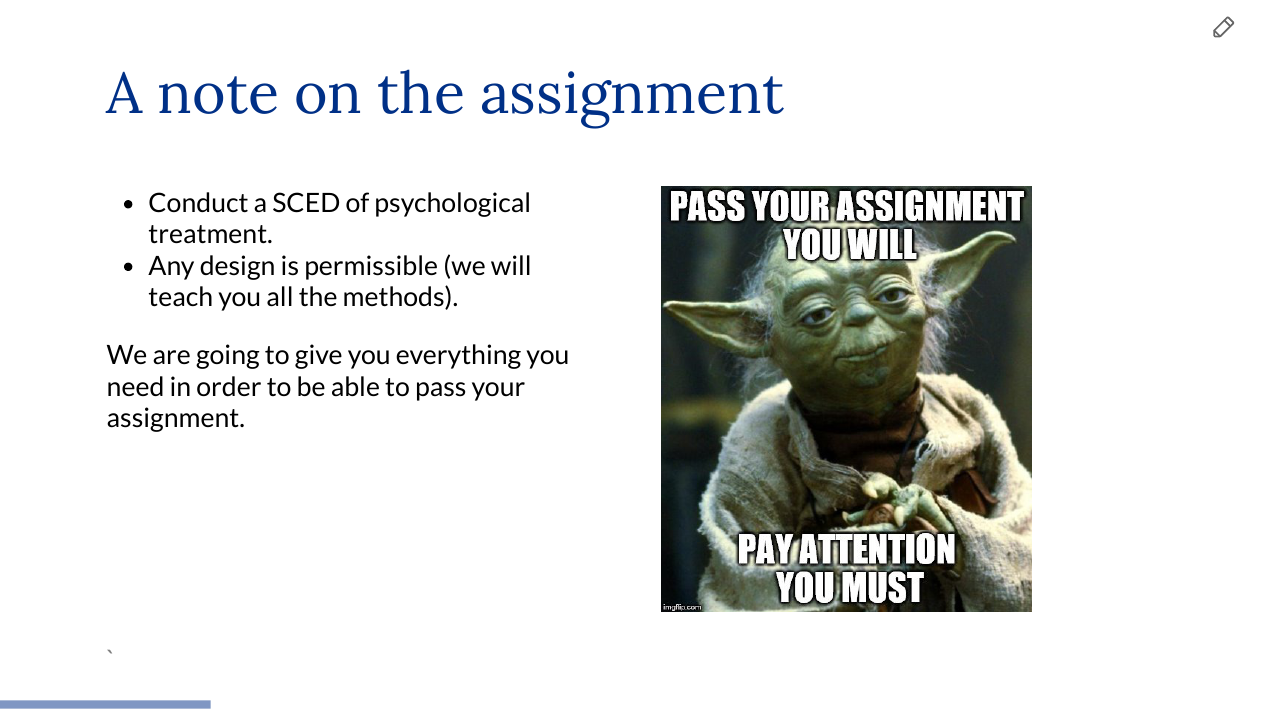 A note on the assignment
Conduct a SCED of psychological
treatment.
Any design is permissible (we will
teach you all the methods).
We are going to give you everything you
need in order to be able to pass your
assignment.
PASS YOUR ASSIGNMENT
YOU WILL
PAY ATTENTION
YOU MUST
imgflip.com
`